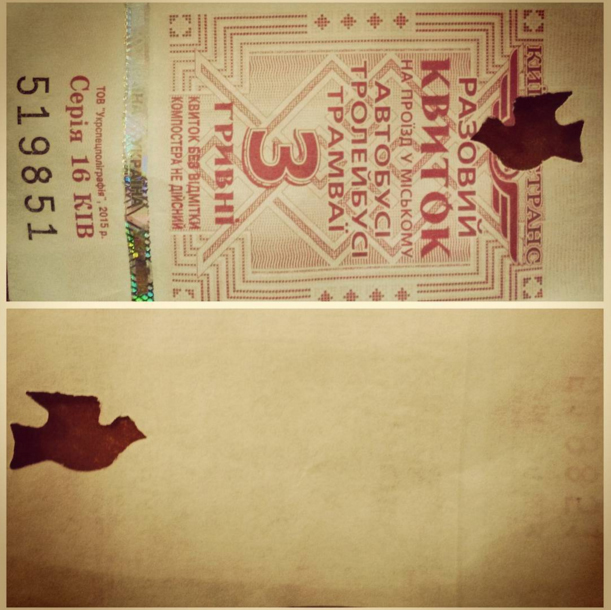 ТРАНС
РАЗОВИЙ
КВИТОК
НА ПРОЇЗД У МІСЬКОМУ
АВТОБУСІ
ТРОЛЕЙБУСІ
ТРАМВАЇ
3
ГРИВНІ
КВИТОК БЕЗ ВІДМІТКИ
КОМПОСТЕРА НЕ ДІЙСНИЙ
УКРАЇНА
ТОВ "Укрспецполіграфія", 2015 р.
Серія 16 КІВ
519851